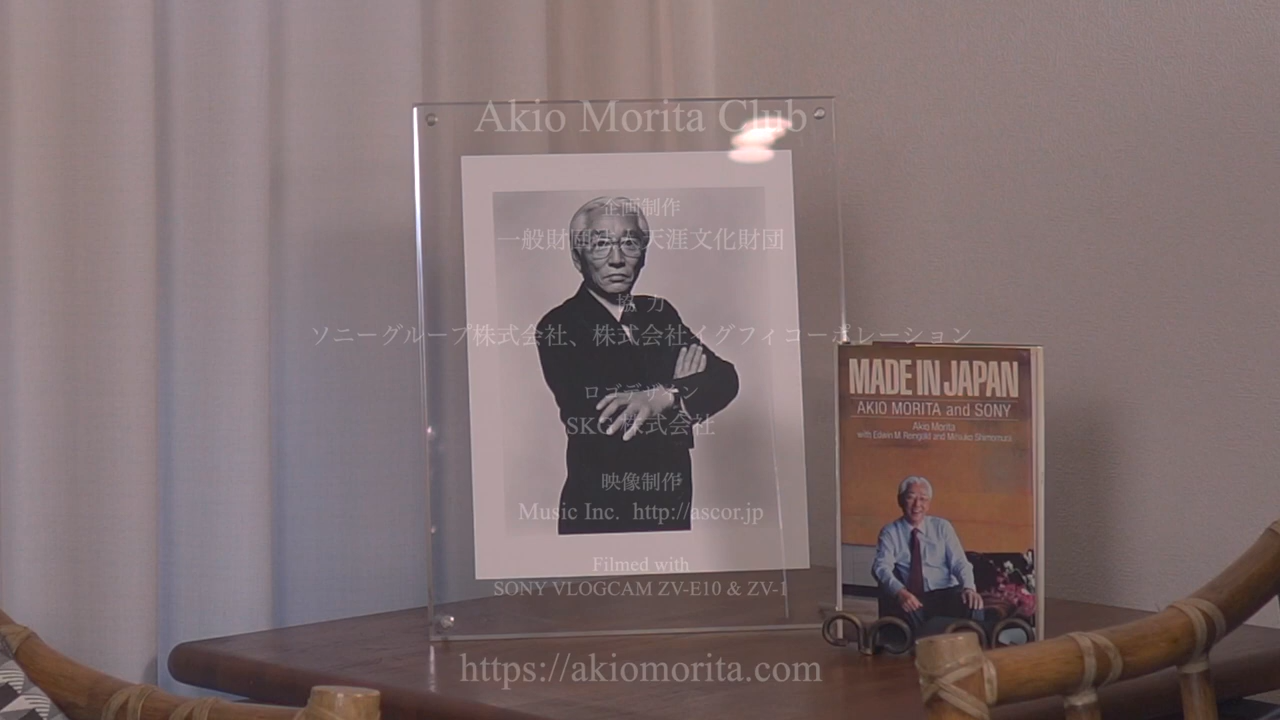 Akio Morita Club
企画制作
一般財団法人天涯文化財団
協 力
ソニーグループ株式会社、株式会社イグフィコーポレーション
ロゴデザイン
SKG 株式会社
映像制作
Music Inc. http://ascor.jp
Filmed with
SONY VLOGCAM ZV-E10 & ZV-1
https://akiomorita.com
MADE IN JAPAN
AKIO MORITA and SONY
Akio Morita
with Edwin M. Reingold and Mitsuko Shimomura